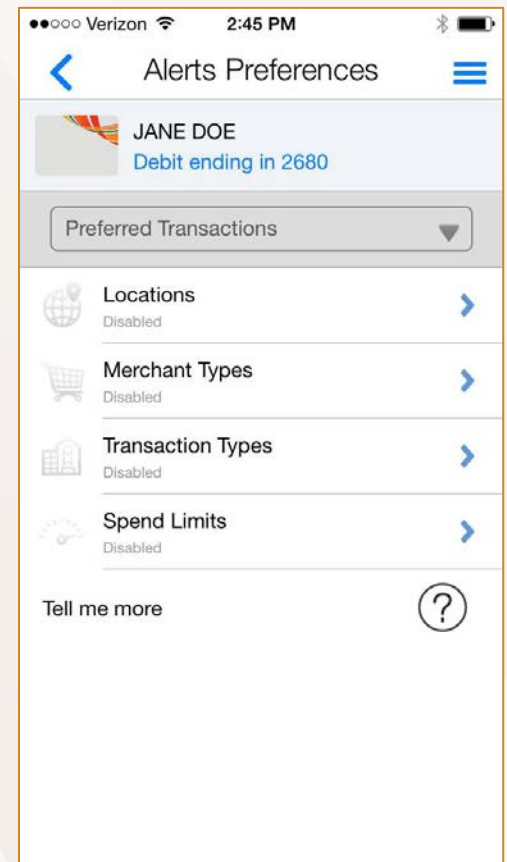 Verizon 2:45 PM
Alerts Preferences
JANE DOE
Debit ending in 2680
Preferred Transactions
Locations
Disabled
Merchant Types
Disabled
Transaction Types
Disabled
Spend Limits
Disabled
Tell me more ?